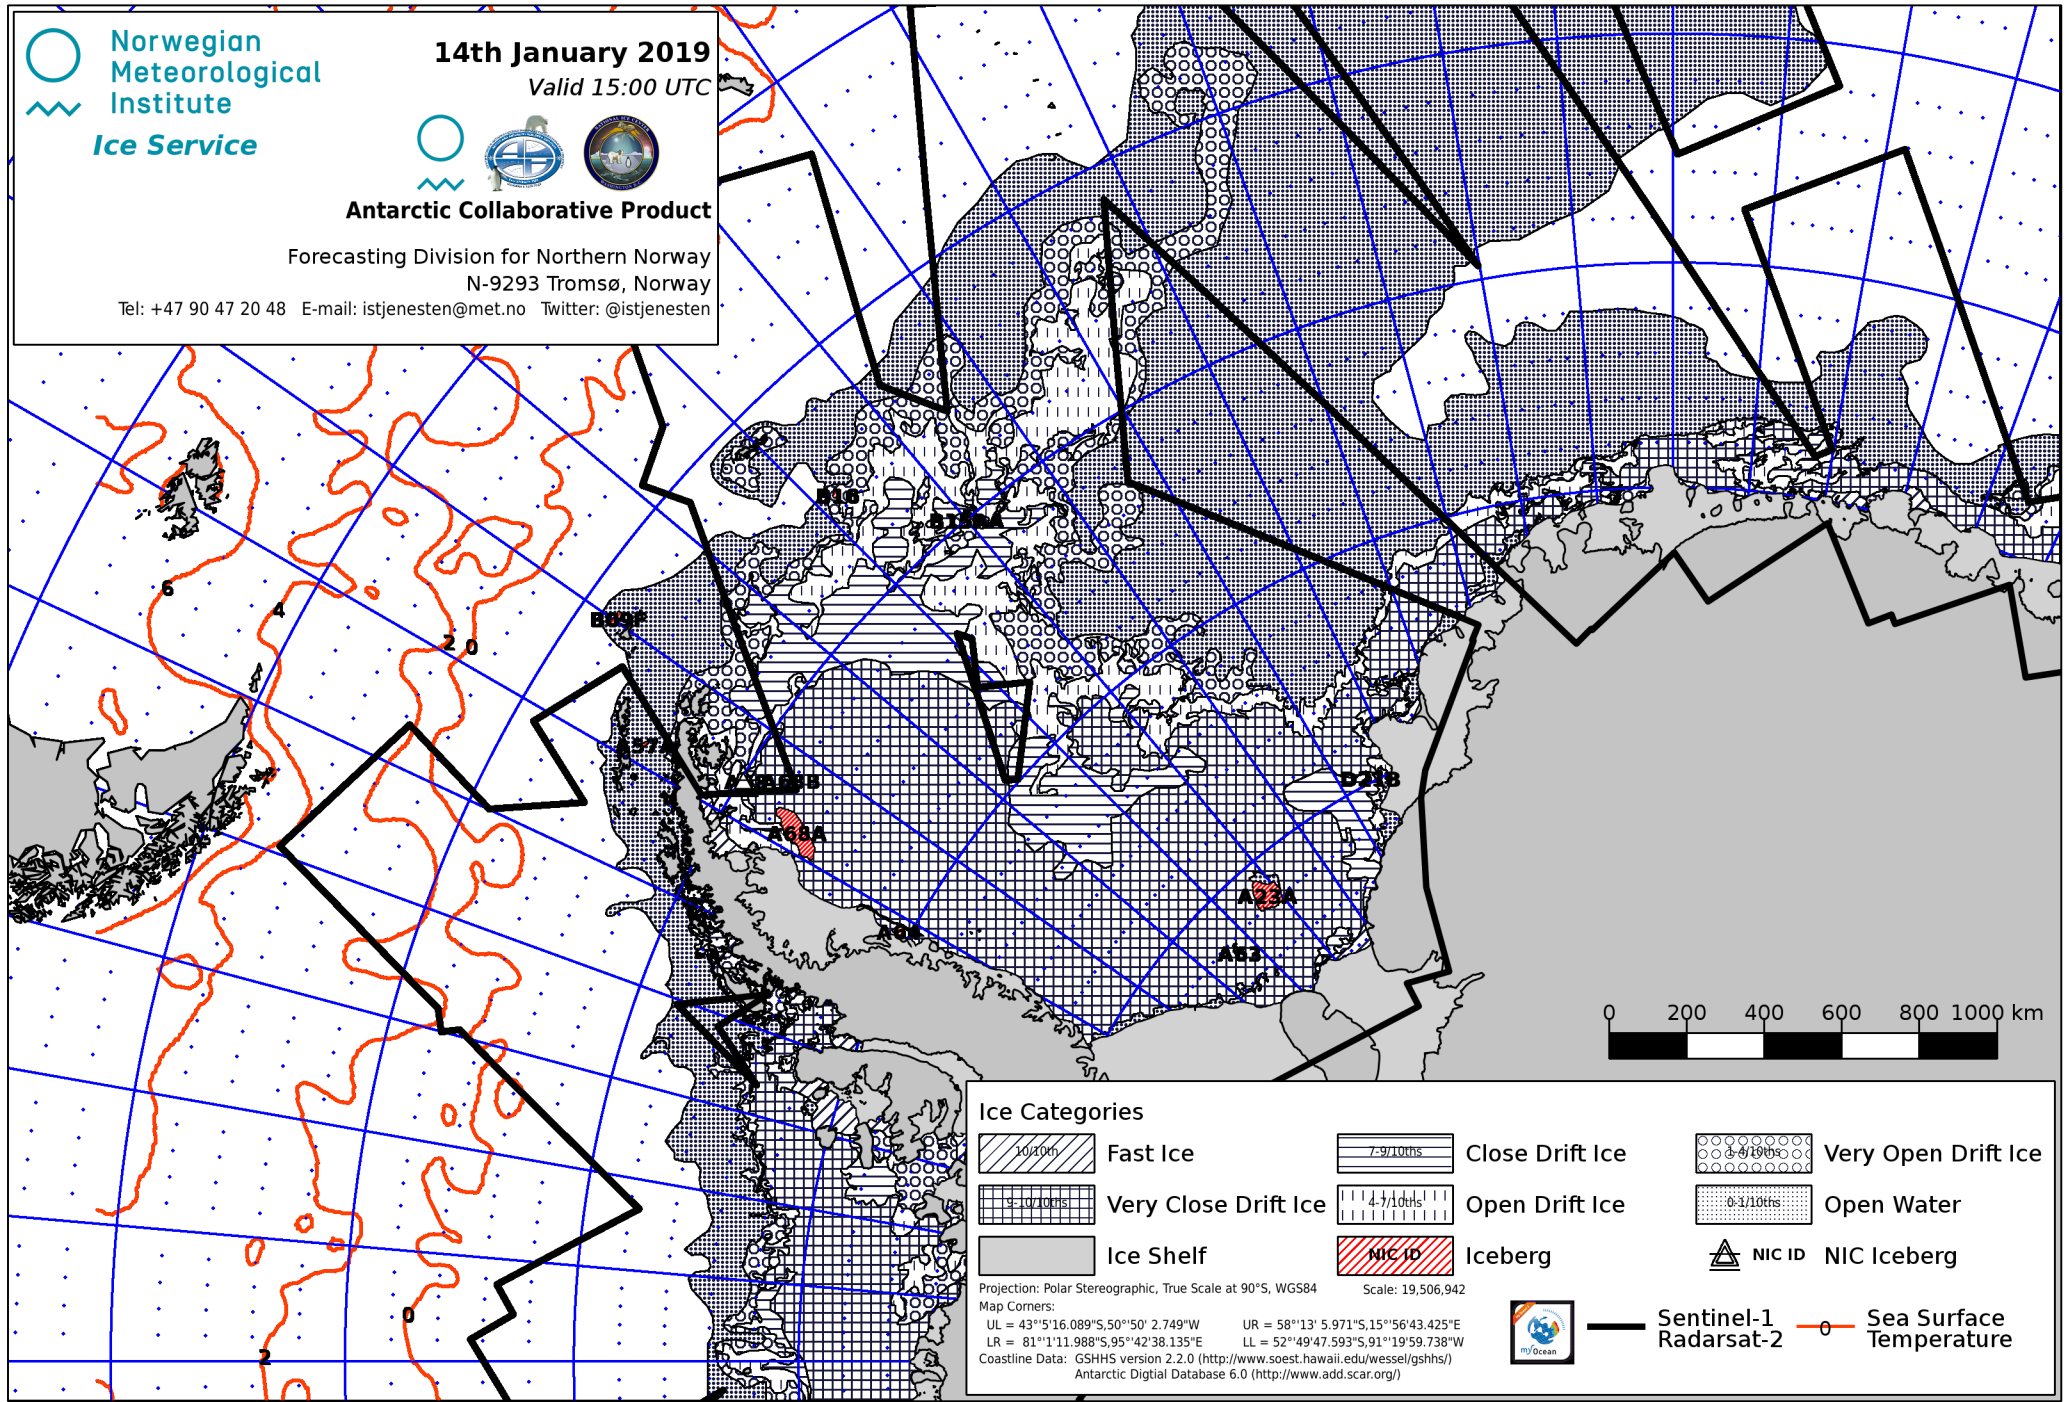 Norwegian
Meteorological
Institute
Ice Service
14th January 2019
Valid 15:00 UTC
Antarctic Collaborative Product
Forecasting Division for Northern Norway
N-9293 Tromsø, Norway
Tel: +47 90 47 20 48 E-mail: istjenesten@met.no Twitter: @istjenesten
B09F
6
4
2 0
A68A
D21B
A23A
A63
0 200 400 600 800 1000 km
Ice Categories
10/10th Fast Ice
7-9/10ths Close Drift Ice
1-4/10ths Very Open Drift Ice
9-10/10ths Very Close Drift Ice
4-7/10ths Open Drift Ice
0-1/10ths Open Water
Ice Shelf
NIC ID Iceberg
NIC ID NIC Iceberg
Projection: Polar Stereographic, True Scale at 90°S, WGS84 Scale: 19,506,942
Map Corners:
UL = 43°'5'16.089"S,50°'50' 2.749"W UR = 58°'13' 5.971"S,15°'56'43.425"E
LR = 81°'1'11.988"S,95°'42'38.135"E LL = 52°'49'47.593"S,91°'19'59.738"W
Coastline Data: GSHHS version 2.2.0 (http://www.soest.hawaii.edu/wessel/gshhs/)
Antarctic Digtial Database 6.0 (http://www.add.scar.org/)
myOcean
Sentinel-1
Radarsat-2
0
Sea Surface
Temperature
0
2